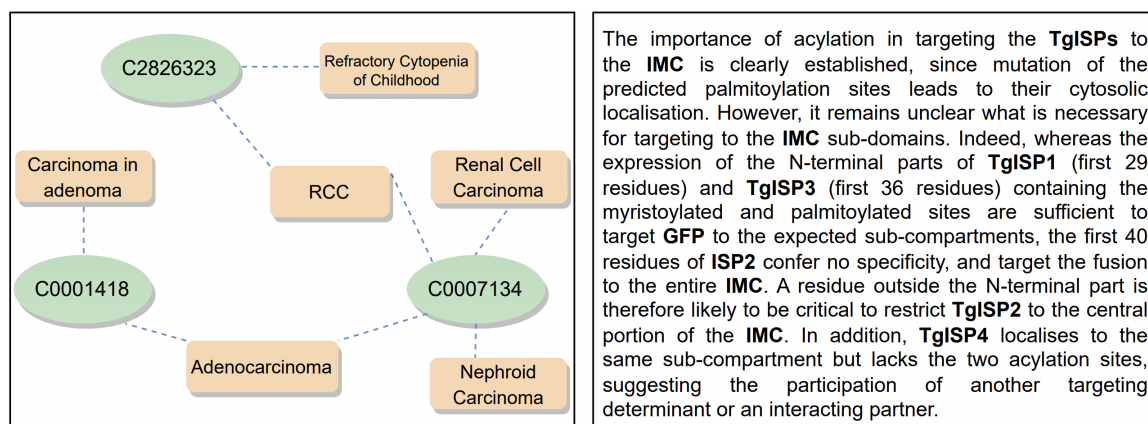 C2826323
Refractory Cytopenia
of Childhood
Carcinoma in
adenoma
RCC
Renal Cell
Carcinoma
C0001418
C0007134
Adenocarcinoma
Nephroid
Carcinoma
The importance of acylation in targeting the TgISPs to
the IMC is clearly established, since mutation of the
predicted palmitoylation sites leads to their cytosolic
localisation. However, it remains unclear what is necessary
for targeting to the IMC sub-domains. Indeed, whereas the
expression of the N-terminal parts of TgISP1 (first 29
residues) and TgISP3 (first 36 residues) containing the
myristoylated and palmitoylated sites are sufficient to
target GFP to the expected sub-compartments, the first 40
residues of ISP2 confer no specificity, and target the fusion
to the entire IMC. A residue outside the N-terminal part is
therefore likely to be critical to restrict TgISP2 to the central
portion of the IMC. In addition, TgISP4 localises to the
same sub-compartment but lacks the two acylation sites,
suggesting the participation of another targeting
determinant or an interacting partner.